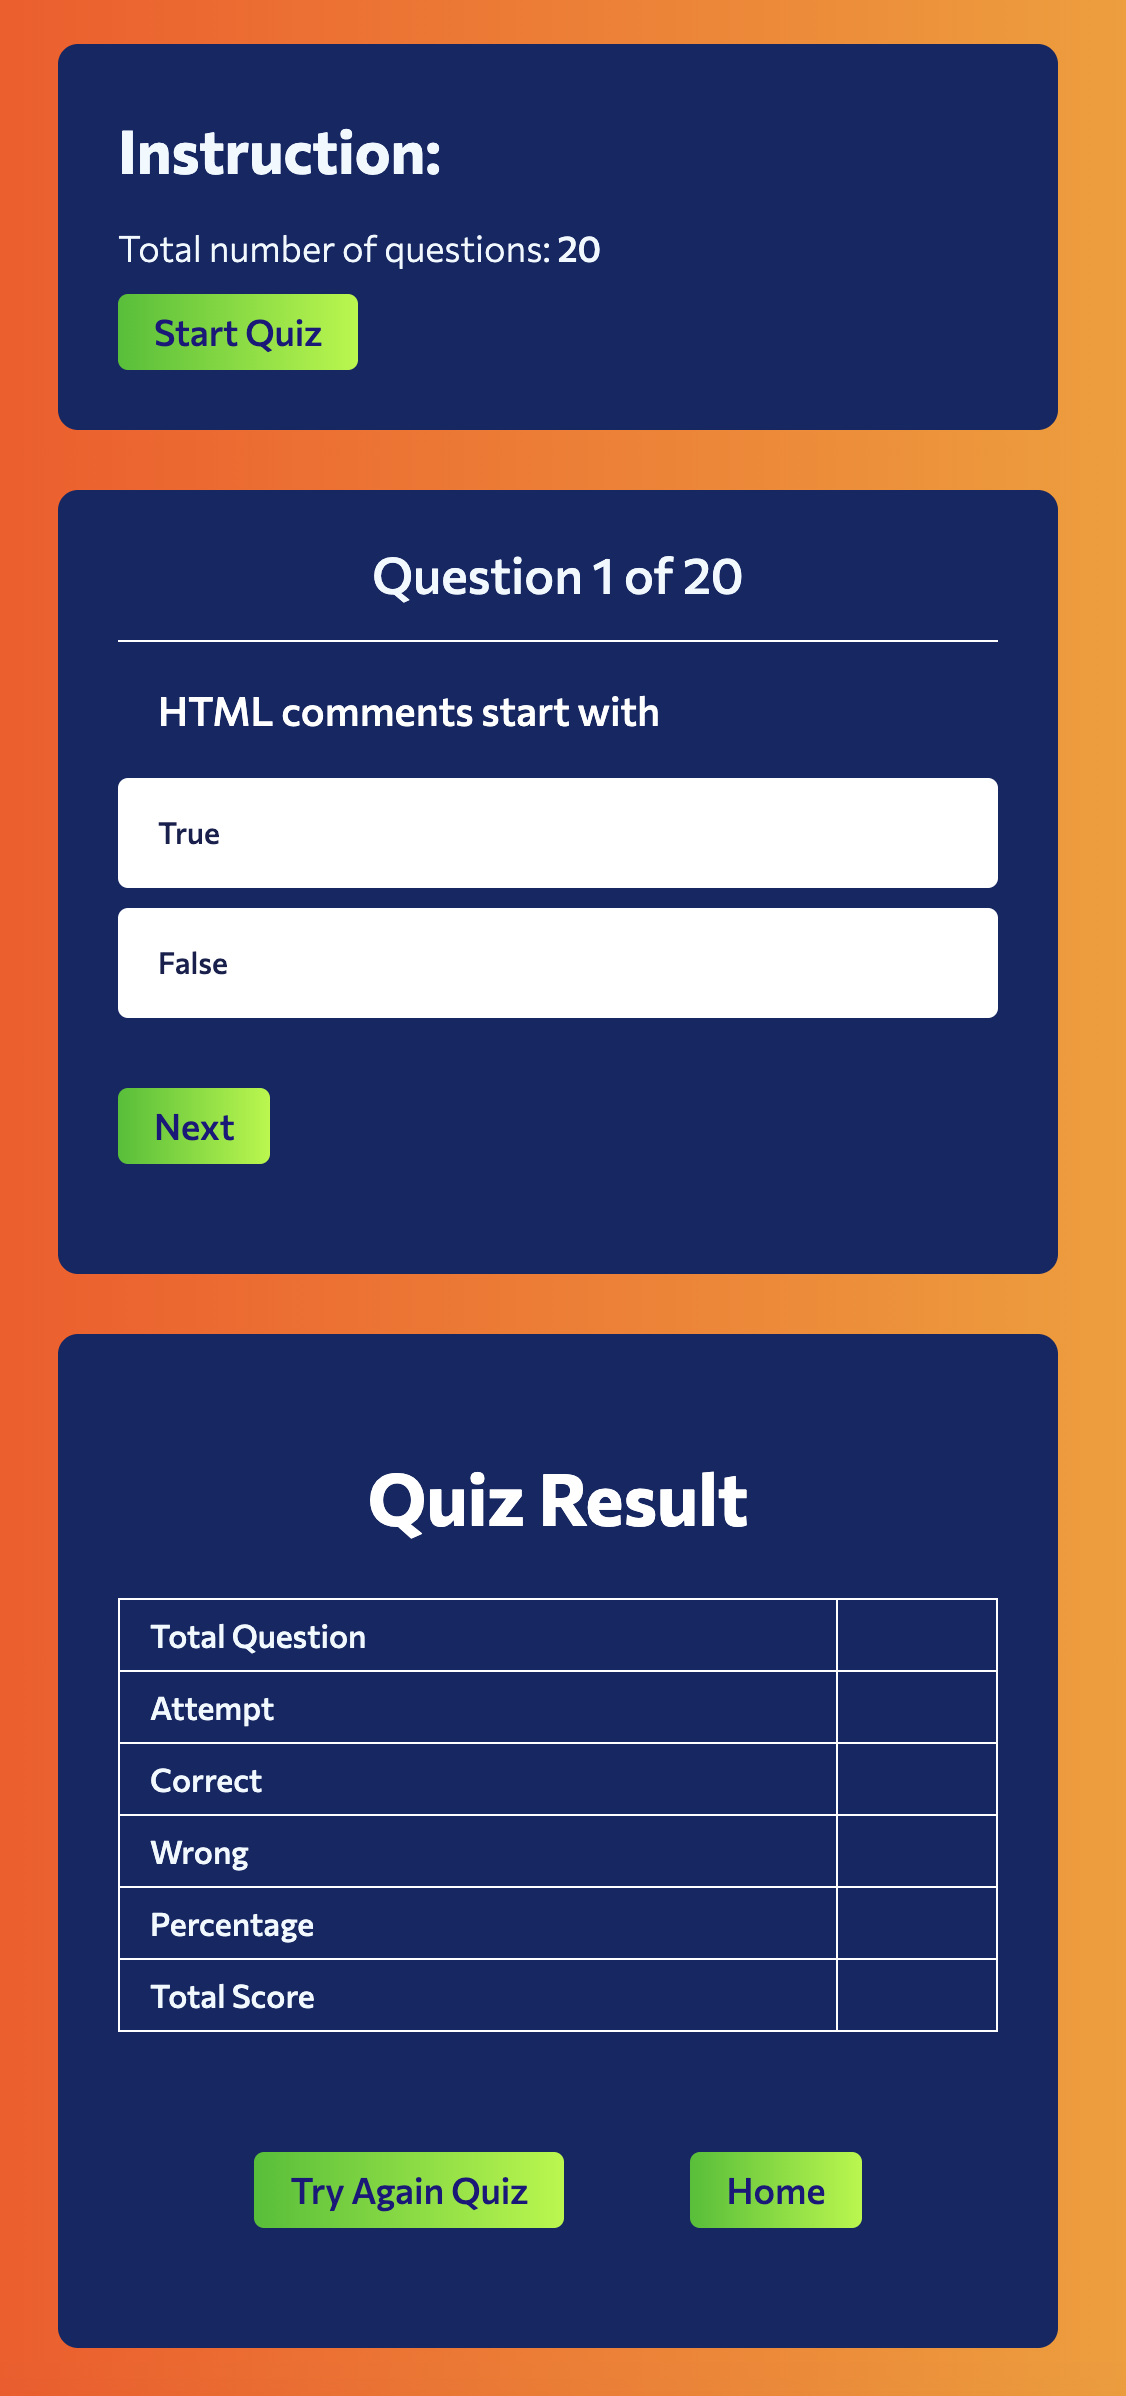 Instruction:
Total number of questions: 20
Start Quiz
Question 1 of 20
HTML comments start with
True
False
Next
Quiz Result
Total Question
Attempt
Correct
Wrong
Percentage
Total Score
Try Again Quiz
Home